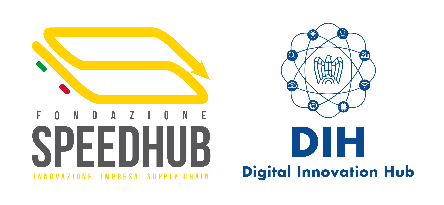 FONDAZIONE
SPEEDHUB
INNOVAZIONE IMPRESA SUPPLY CHAIN
DIH
Digital Innovation Hub